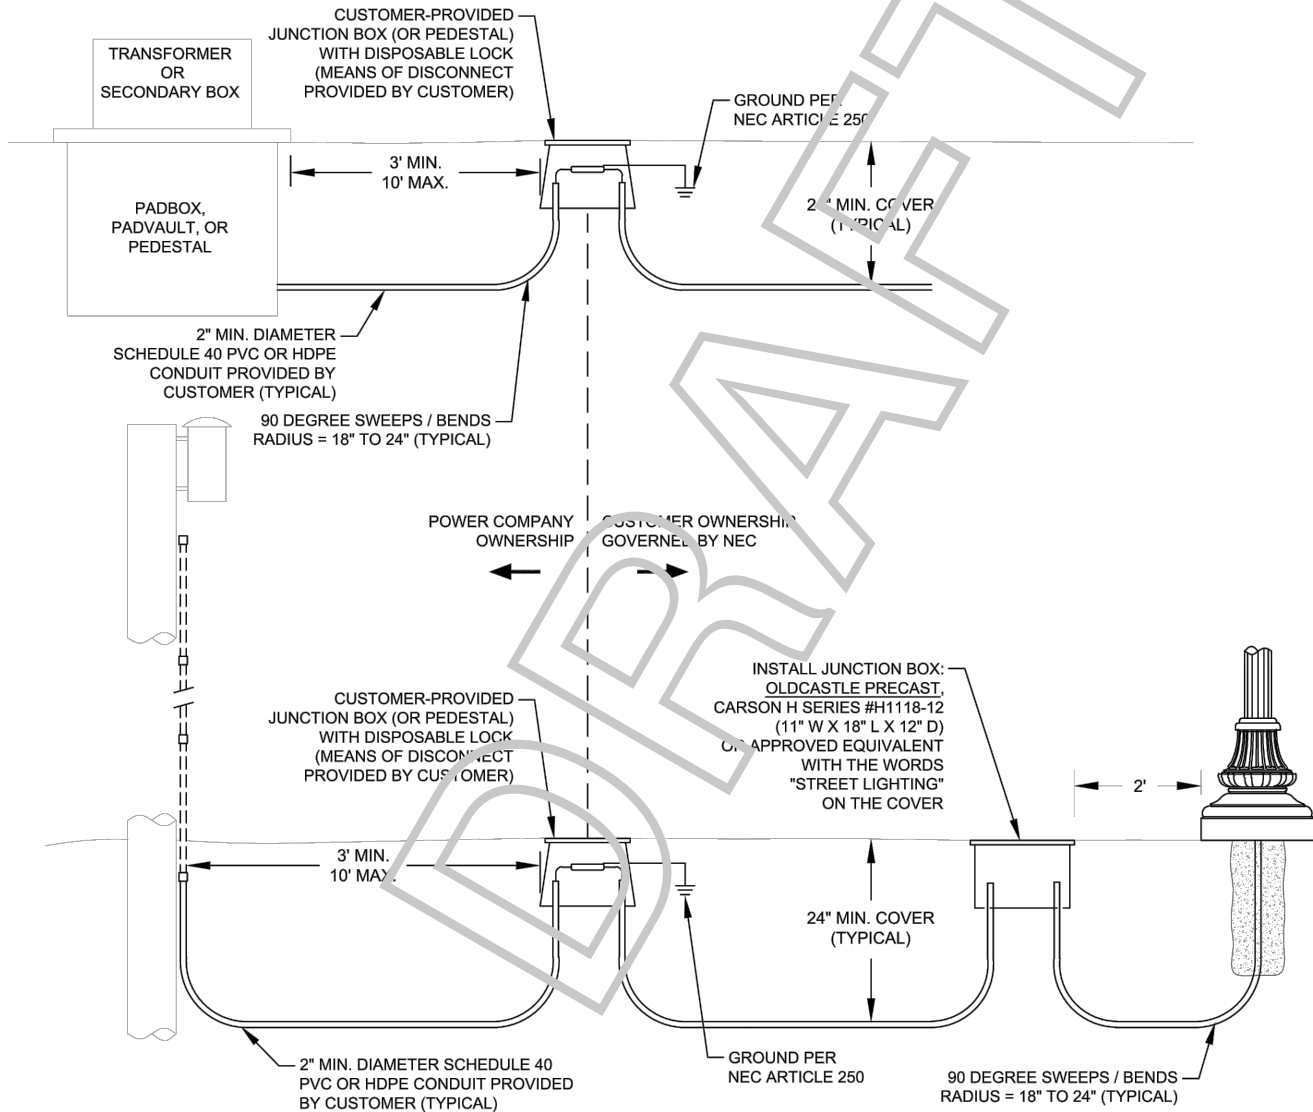 CUSTOMER-PROVIDED
JUNCTION BOX (OR PEDESTAL)
WITH DISPOSABLE LOCK
(MEANS OF DISCONNECT
PROVIDED BY CUSTOMER)
TRANSFORMER
OR
SECONDARY BOX
GROUND PER
NEC ARTICLE 250
3' MIN.
10' MAX.
PADBOX,
PADVAULT, OR
PEDESTAL
24" MIN. COVER
(TYPICAL)
2" MIN. DIAMETER
SCHEDULE 40 PVC OR HDPE
CONDUIT PROVIDED BY
CUSTOMER (TYPICAL)
90 DEGREE SWEEPS / BENDS
RADIUS = 18" TO 24" (TYPICAL)
POWER COMPANY
OWNERSHIP
CUSTOMER OWNERSHIP
GOVERNED BY NEC
CUSTOMER-PROVIDED
JUNCTION BOX (OR PEDESTAL)
WITH DISPOSABLE LOCK
(MEANS OF DISCONNECT
PROVIDED BY CUSTOMER)
INSTALL JUNCTION BOX:
OLDCASTLE PRECAST,
CARSON H SERIES #H1118-12
(11" W X 18" L X 12" D)
OR APPROVED EQUIVALENT
WITH THE WORDS
"STREET LIGHTING"
ON THE COVER
2'
3' MIN.
10' MAX.
24" MIN. COVER
(TYPICAL)
2" MIN. DIAMETER SCHEDULE 40
PVC OR HDPE CONDUIT PROVIDED
BY CUSTOMER (TYPICAL)
GROUND PER
NEC ARTICLE 250
90 DEGREE SWEEPS / BENDS
RADIUS = 18" TO 24" (TYPICAL)
DRAFT